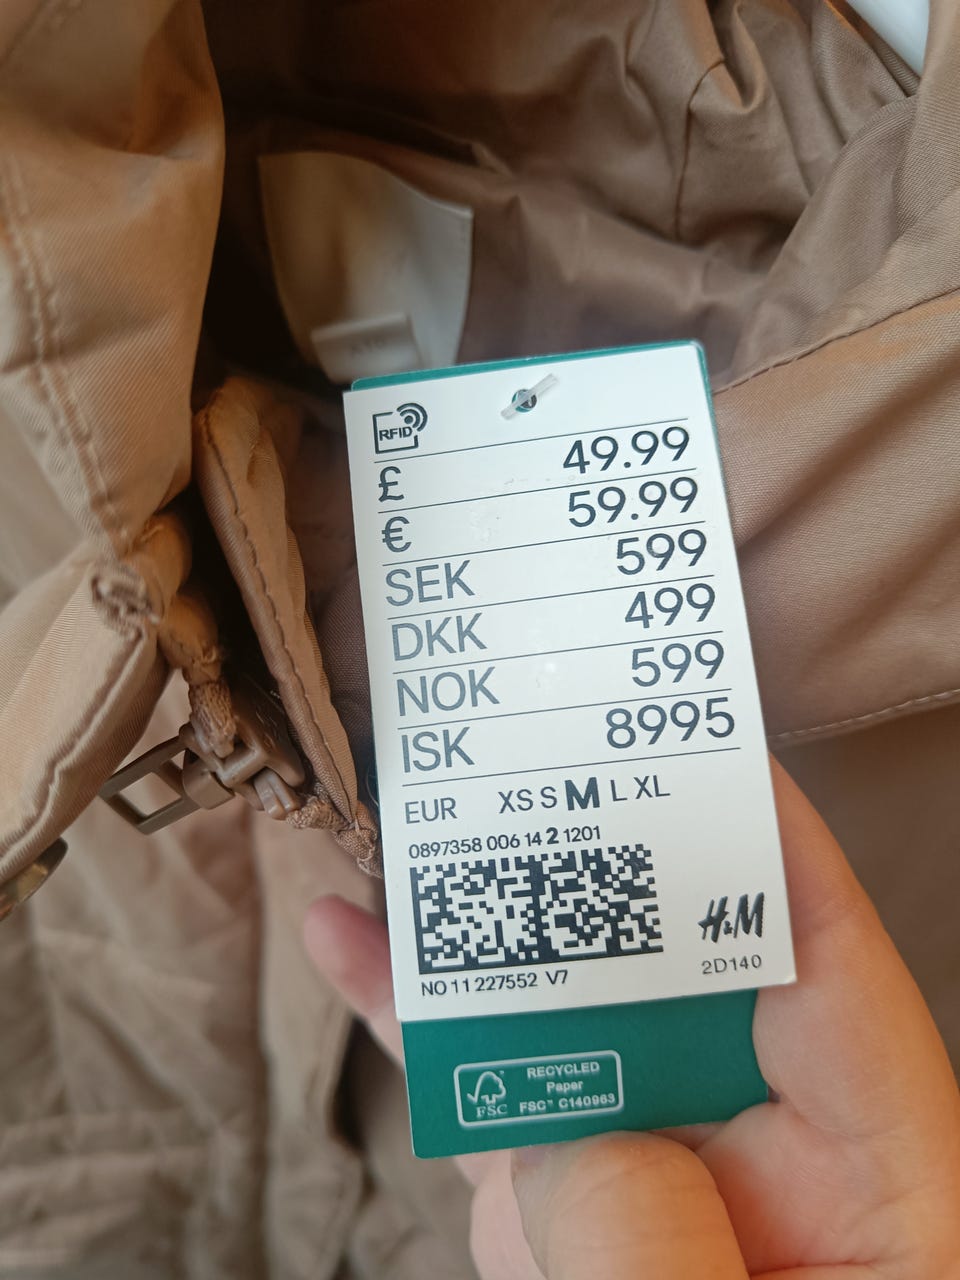 RFID
£ 49.99
€ 59.99
SEK 599
DKK 499
NOK 599
ISK 8995
EUR XS S M L XL
0897358 006 14 2 1201
H&M
2D140
NO 11 227552 V7
RECYCLED
Paper
FSC™ C140963
FSC